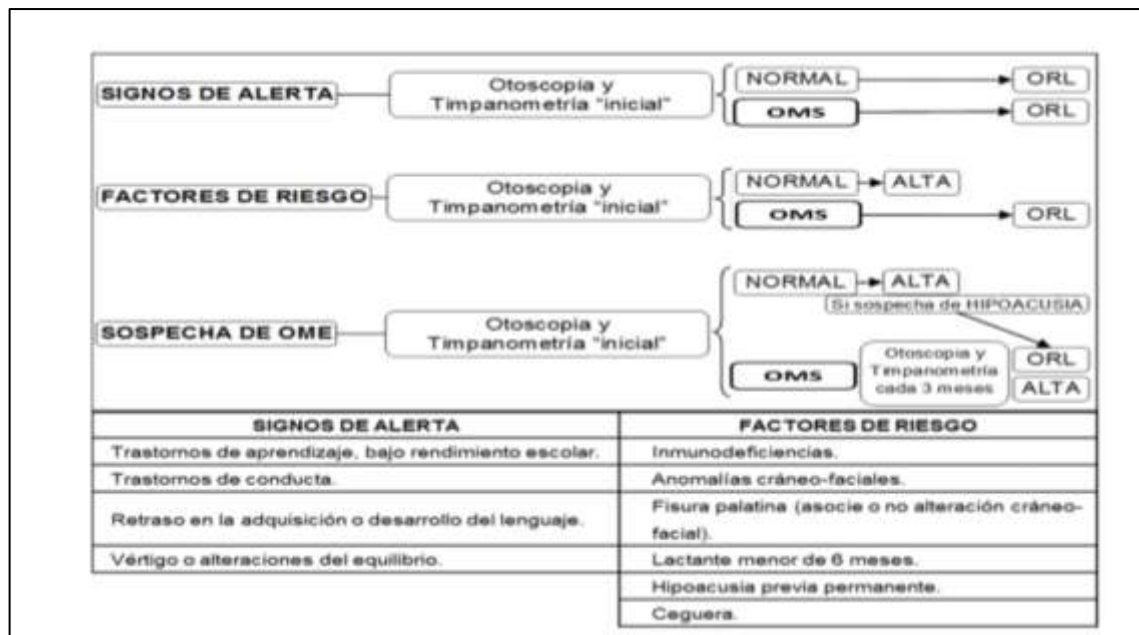 SIGNOS DE ALERTA
Otoscopia y
Timpanometría "inicial"
NORMAL
ORL
OMS
ORL
FACTORES DE RIESGO
Otoscopia y
Timpanometría "inicial"
NORMAL
ALTA
OMS
ORL
SOSPECHA DE OME
Otoscopia y
Timpanometría "inicial"
NORMAL
ALTA
Si sospecha de HIPOACUSIA
OMS
Otoscopia y
Timpanometría
cada 3 meses
ORL
ALTA
SIGNOS DE ALERTA
FACTORES DE RIESGO
Trastornos de aprendizaje, bajo rendimiento escolar.
Inmunodeficiencias.
Trastornos de conducta.
Anomalías cráneo-faciales.
Retraso en la adquisición o desarrollo del lenguaje.
Fisura palatina (asocie o no alteración cráneo-
facial).
Vértigo o alteraciones del equilibrio.
Lactante menor de 6 meses.
Hipoacusia previa permanente.
Ceguera.